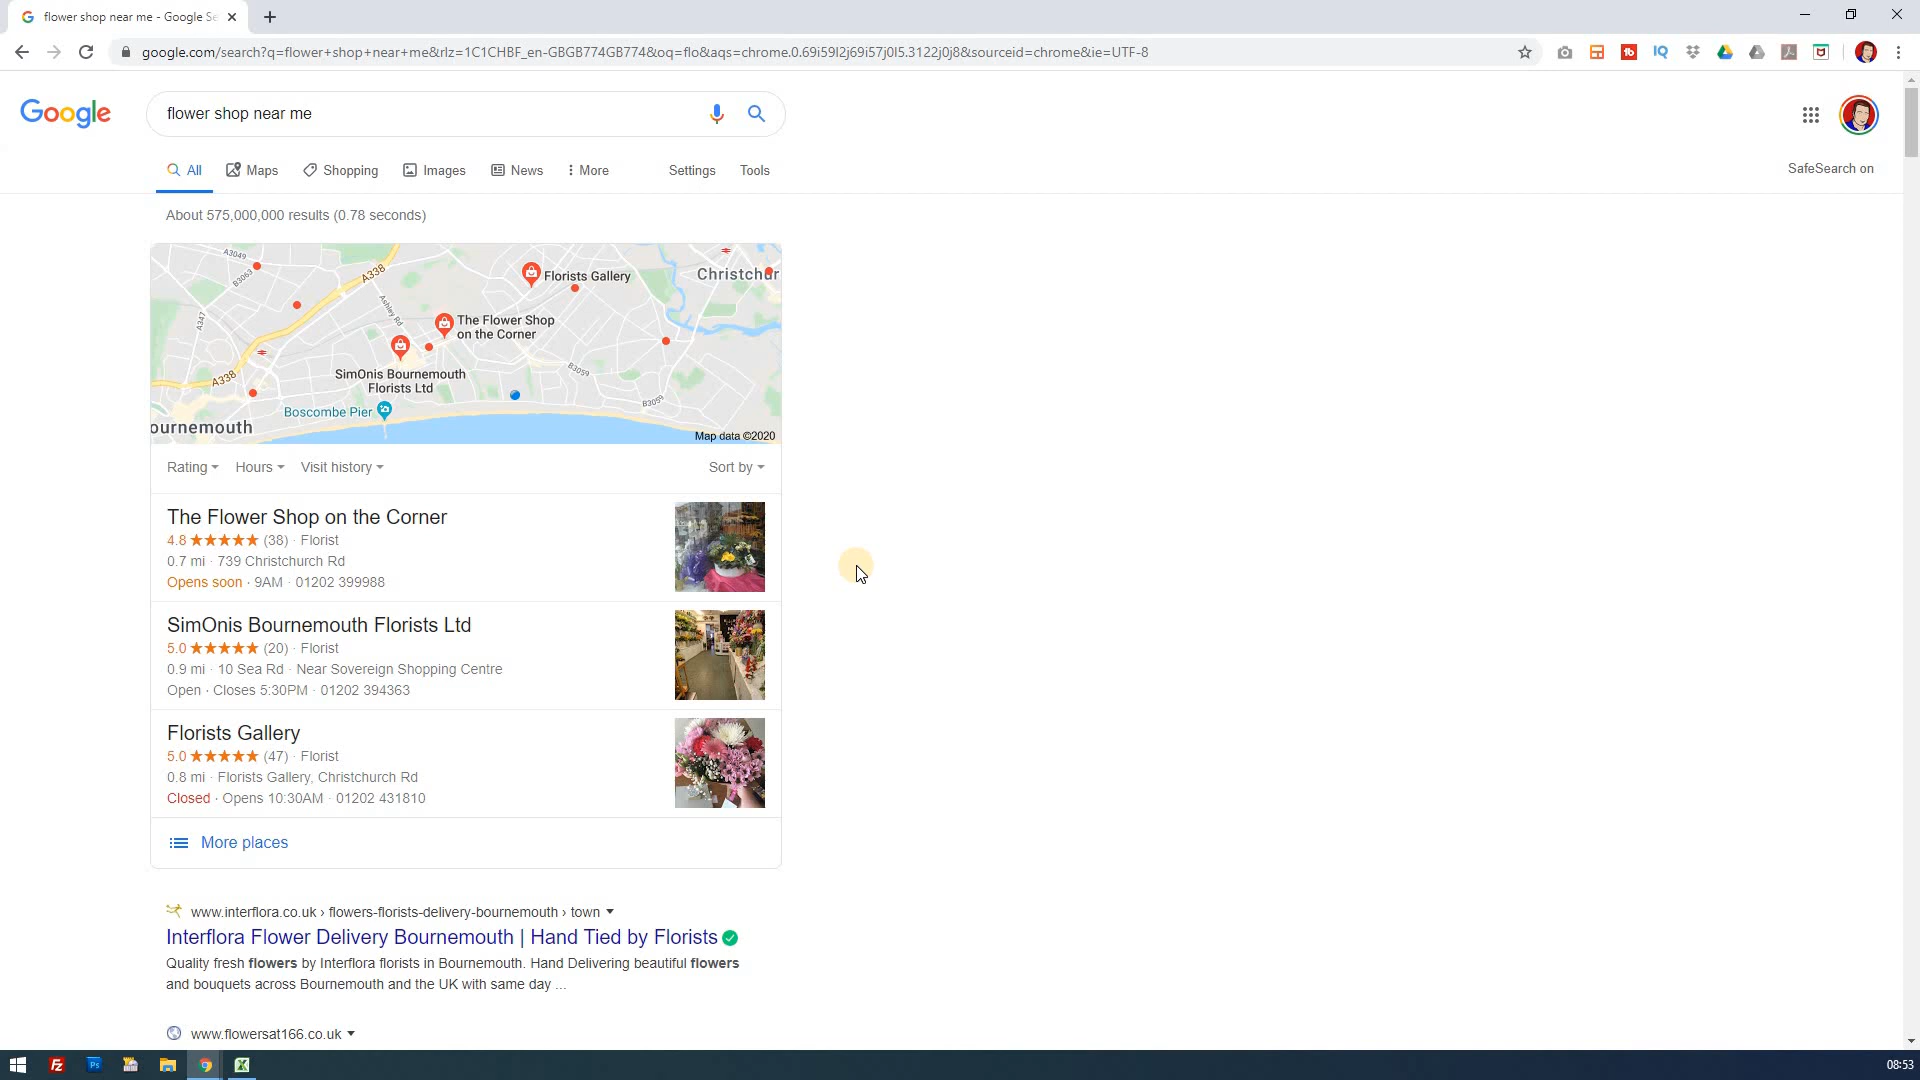 flower shop near me - Google Se
google.com/search?q=flower+shop+near+me&rlz=1C1CHBF_en-GBGB774GB774&oq=flo&aqs=chrome.0.69i59l2j69i57j0l5.3122j0j8&sourceid=chrome&ie=UTF-8
Google
flower shop near me
All Maps Shopping Images News More Settings Tools
SafeSearch on
About 575,000,000 results (0.78 seconds)
A3049
B3063
A338
Christchur
Florists Gallery
Ashley Rd
A347
The Flower Shop
on the Corner
SimOnis Bournemouth
Florists Ltd
A338
B3059
B3059
Boscombe Pier
ournemouth
Map data ©2020
Rating Hours Visit history Sort by
The Flower Shop on the Corner
4.8 ★★★★★ (38) · Florist
0.7 mi · 739 Christchurch Rd
Opens soon · 9AM · 01202 399988
SimOnis Bournemouth Florists Ltd
5.0 ★★★★★ (20) · Florist
0.9 mi · 10 Sea Rd · Near Sovereign Shopping Centre
Open · Closes 5:30PM · 01202 394363
Florists Gallery
5.0 ★★★★★ (47) · Florist
0.8 mi · Florists Gallery, Christchurch Rd
Closed · Opens 10:30AM · 01202 431810
More places
www.interflora.co.uk › flowers-florists-delivery-bournemouth › town
Interflora Flower Delivery Bournemouth | Hand Tied by Florists
Quality fresh flowers by Interflora florists in Bournemouth. Hand Delivering beautiful flowers
and bouquets across Bournemouth and the UK with same day ...
www.flowersat166.co.uk
08:53